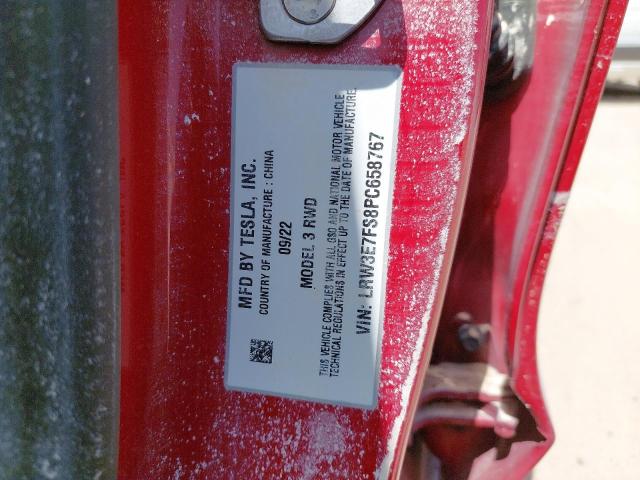 MFD BY TESLA, INC.
COUNTRY OF MANUFACTURE : CHINA
09/22
MODEL 3 RWD
THIS VEHICLE COMPLIES WITH ALL GSO AND NATIONAL MOTOR VEHICLE
TECHNICAL REGULATIONS IN EFFECT UP TO THE DATE OF MANUFACTURE
VIN: LRW3E7FS8PC658767